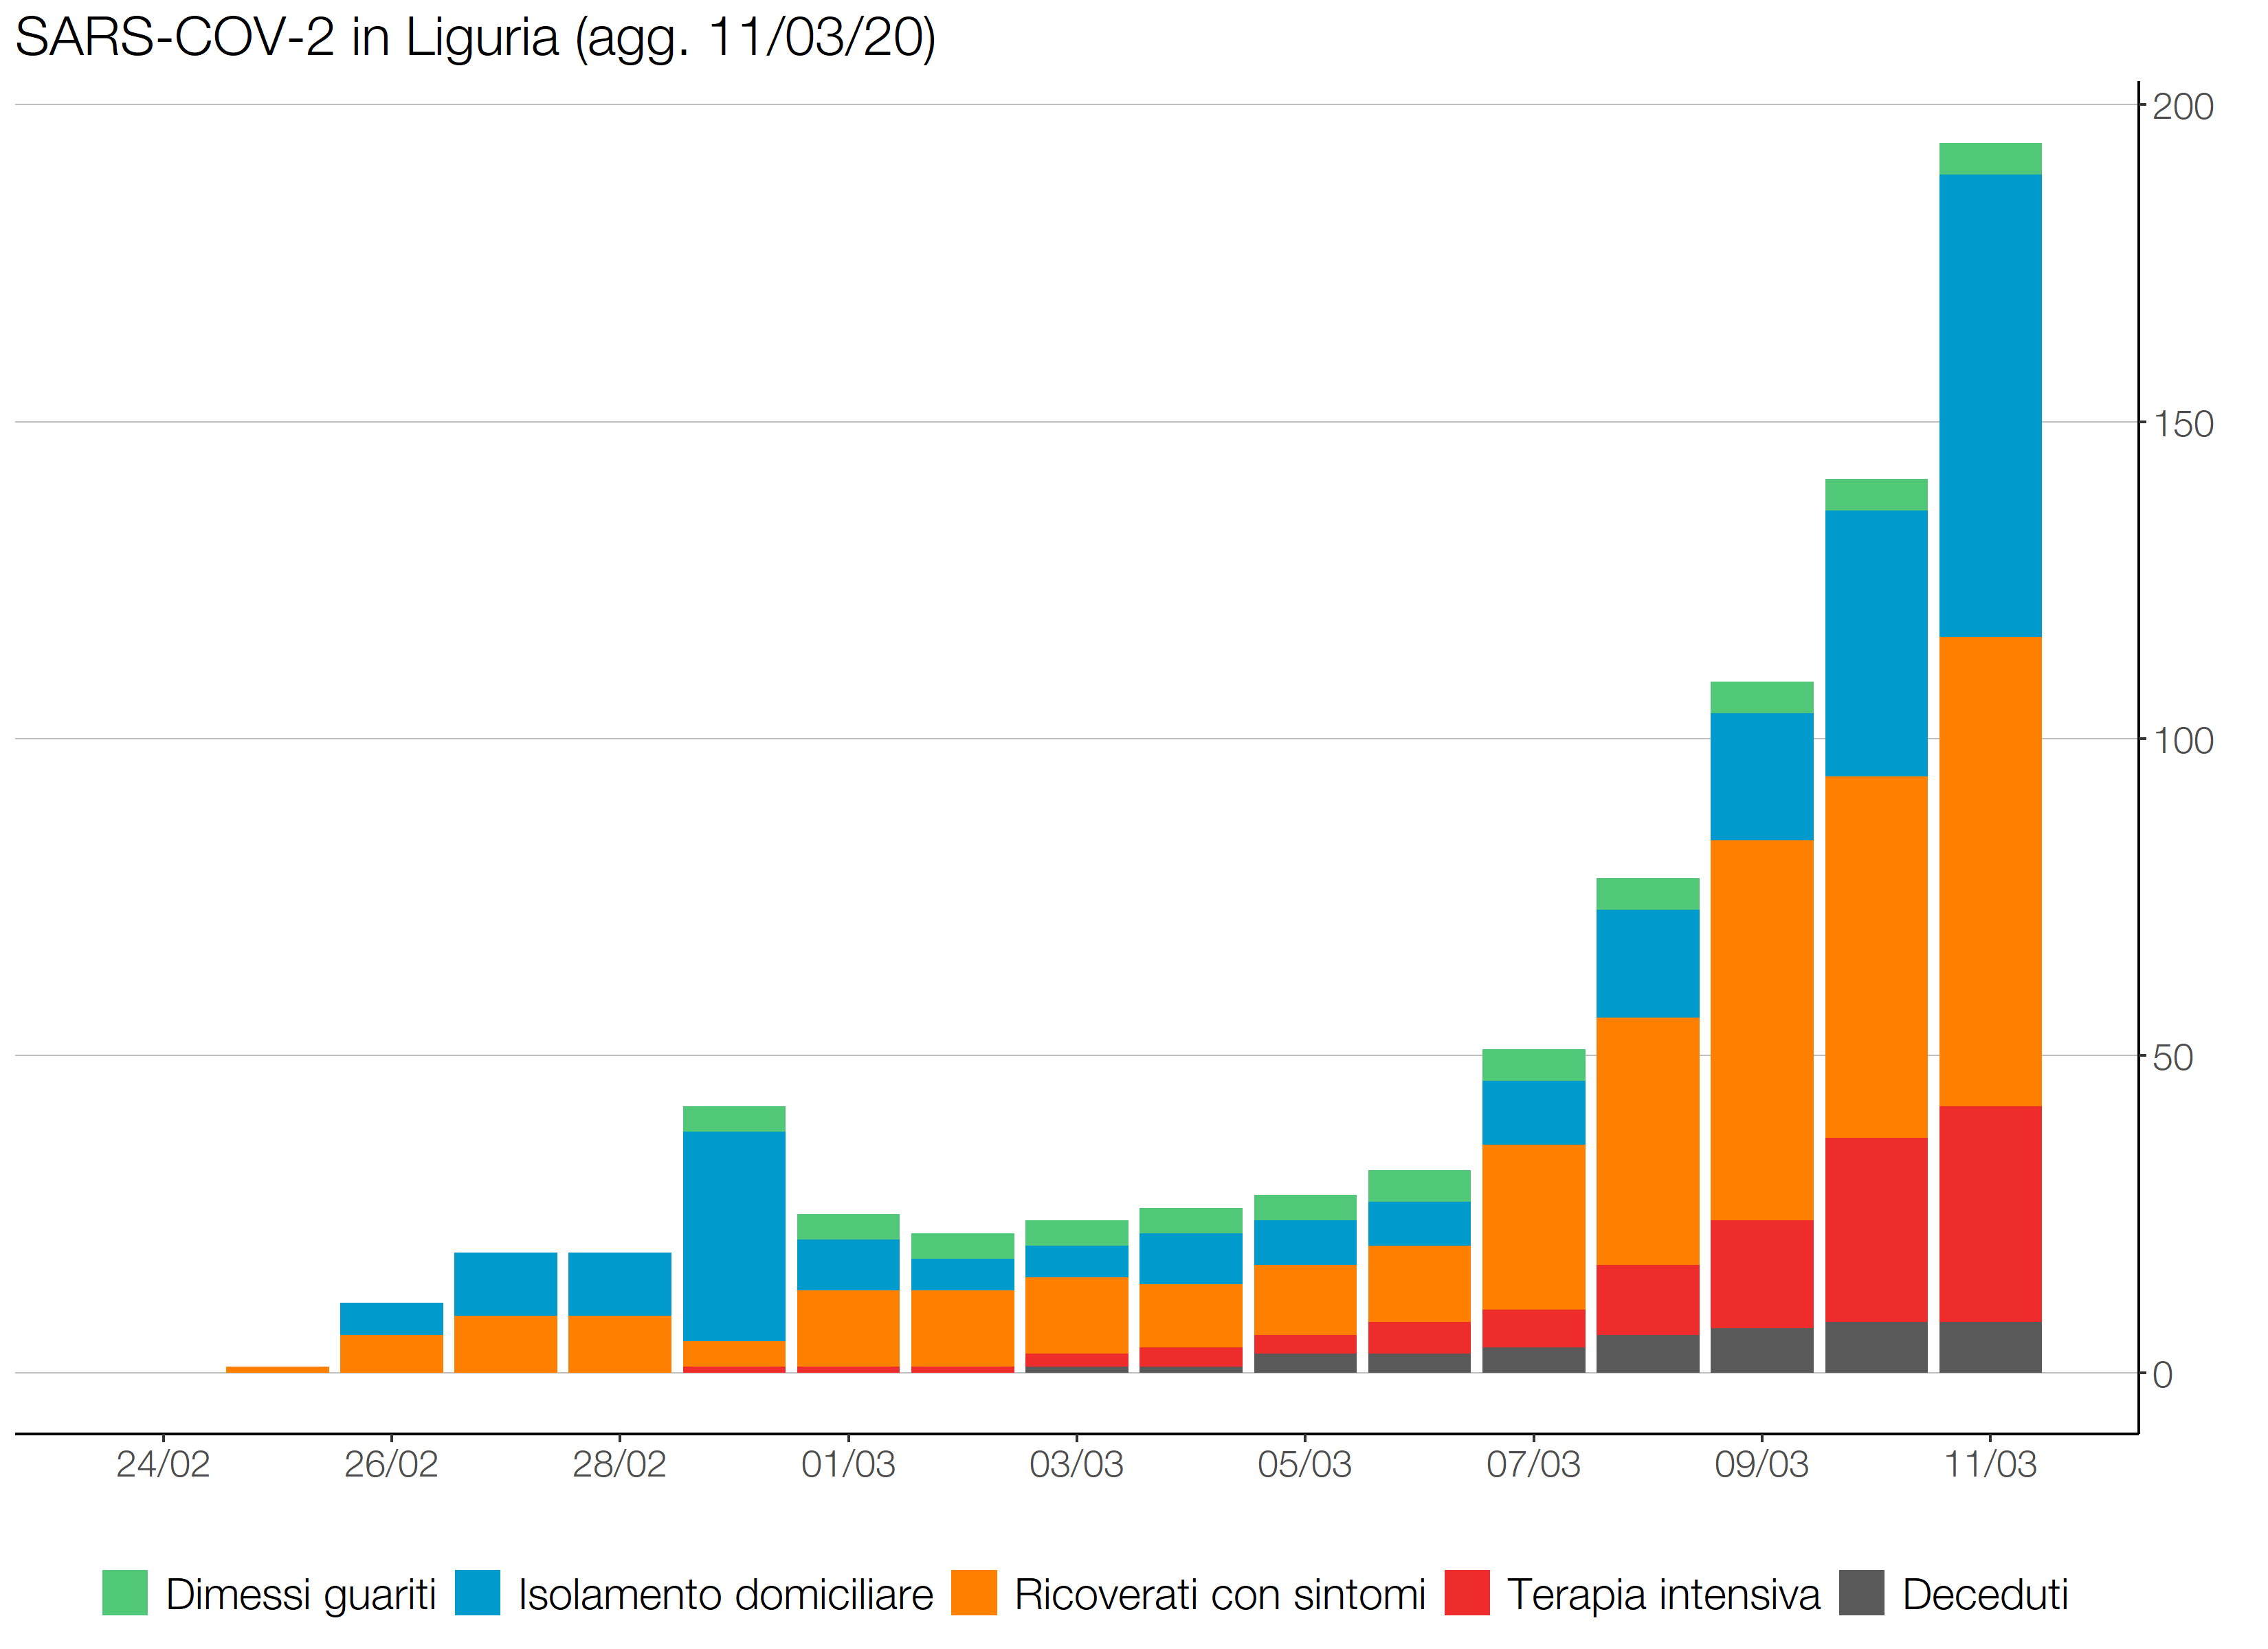 SARS-COV-2 in Liguria (agg. 11/03/20)
200
150
100
50
0
24/02 26/02 28/02 01/03 03/03 05/03 07/03 09/03 11/03
Dimessi guariti Isolamento domiciliare Ricoverati con sintomi Terapia intensiva Deceduti